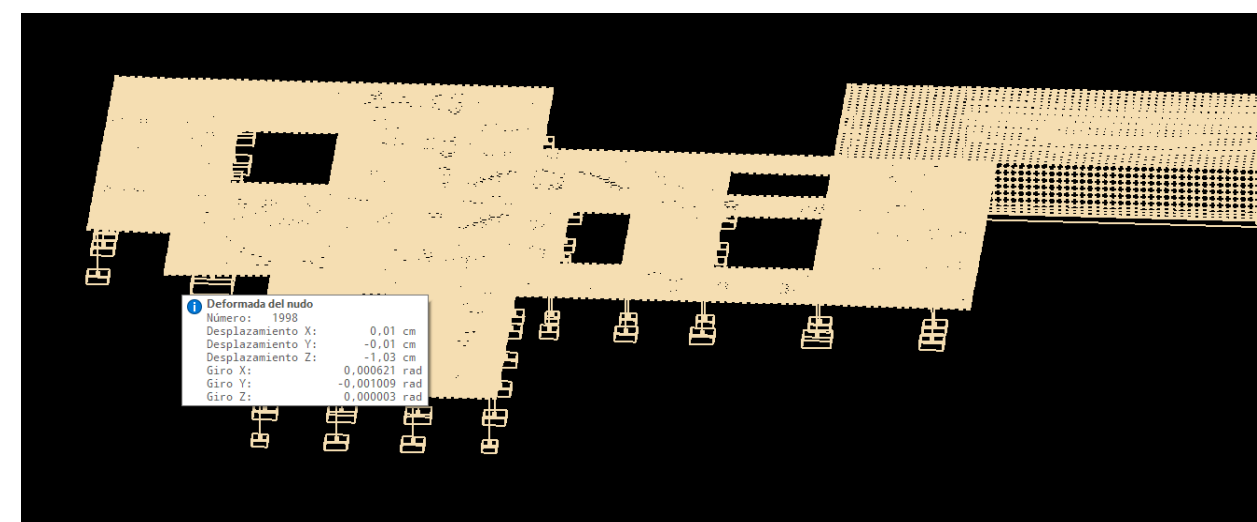 Deformada del nudo
Número: 1998
Desplazamiento X: 0,01 cm
Desplazamiento Y: -0,01 cm
Desplazamiento Z: -1,03 cm
Giro X: 0,000621 rad
Giro Y: -0,001009 rad
Giro Z: 0,000003 rad